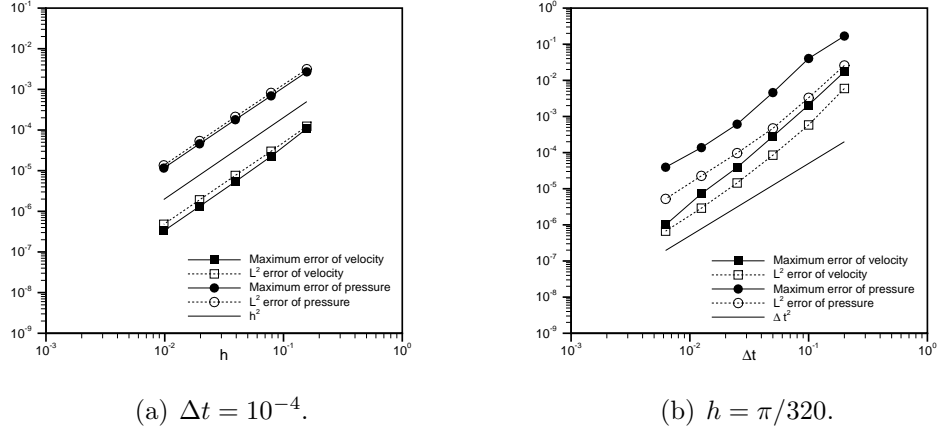 10^-1
10^-2
10^-3
10^-4
10^-5
10^-6
10^-7
10^-8
10^-9
10^-3
10^-2
10^-1
10^0
h
Maximum error of velocity
L^2 error of velocity
Maximum error of pressure
L^2 error of pressure
h^2
(a) Δt = 10^−4.
10^0
10^-1
10^-2
10^-3
10^-4
10^-5
10^-6
10^-7
10^-8
10^-9
10^-3
10^-2
10^-1
10^0
Δt
Maximum error of velocity
L^2 error of velocity
Maximum error of pressure
L^2 error of pressure
Δ t^2
(b) h = π/320.